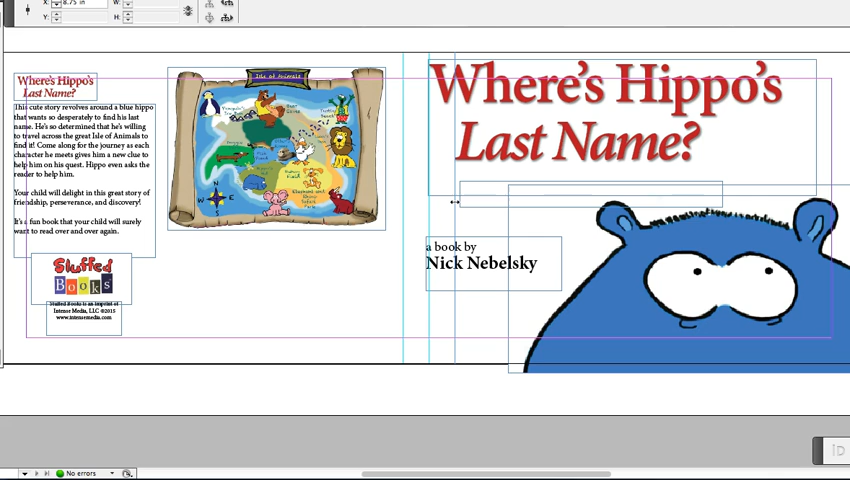 X: 8.75 in
W:
Y:
H:
Where's Hippo's
Last Name?
This cute story revolves around a blue hippo
that wants so desperately to find his last
name. He's so determined that he's willing
to travel across the great Isle of Animals to
find it! Come along for the journey as each
character he meets gives him a new clue to
help him on his quest. Hippo even asks the
reader to help him.
Your child will delight in this great story of
friendship, perseverance, and discovery!
It's a fun book that your child will surely
want to read over and over again.
Stuffed
Books
Stuffed Books is an Imprint of
Intense Media, LLC ©2015
www.intensemedia.com
Isle of Animals
N
W
E
S
Where's Hippo's
Last Name?
a book by
Nick Nebelsky
No errors
iD